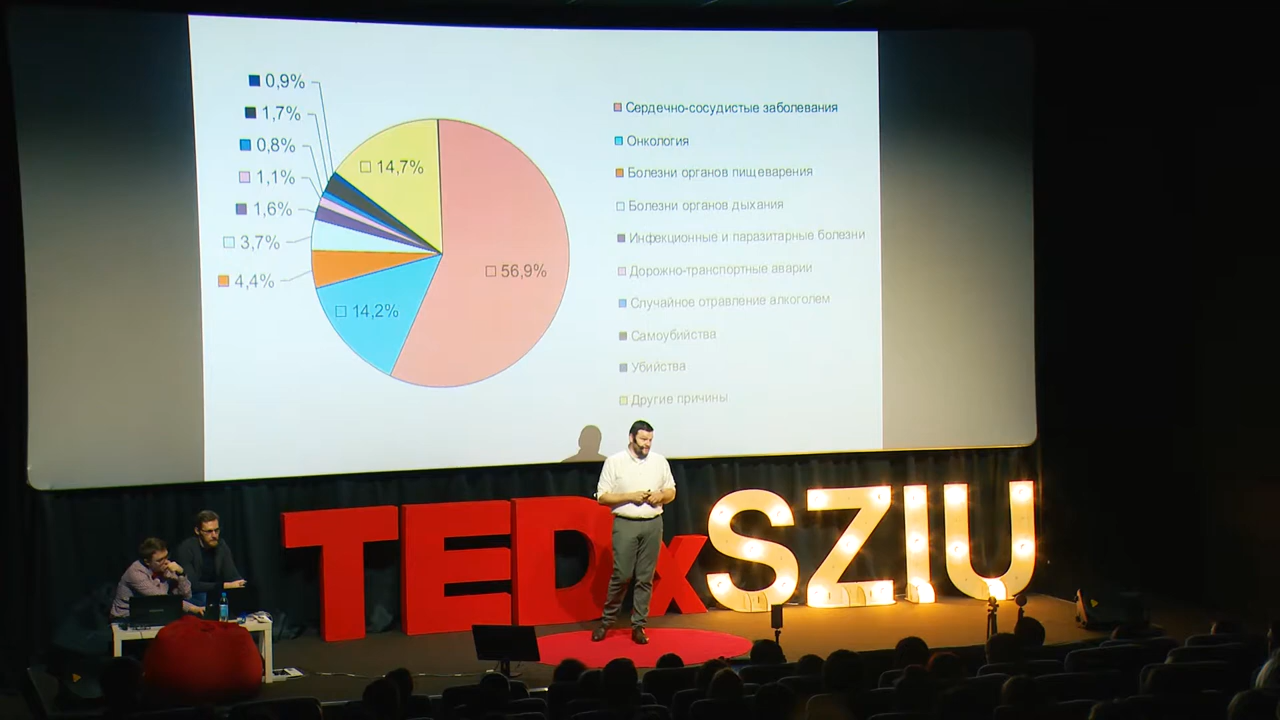 0,9%
1,7%
0,8%
1,1%
1,6%
3,7%
4,4%
14,7%
56,9%
14,2%
Сердечно-сосудистые заболевания
Онкология
Болезни органов пищеварения
Болезни органов дыхания
Инфекционные и паразитарные болезни
Дорожно-транспортные аварии
Случайное отравление алкоголем
Самоубийства
Убийства
Другие причины
TEDxSZIU